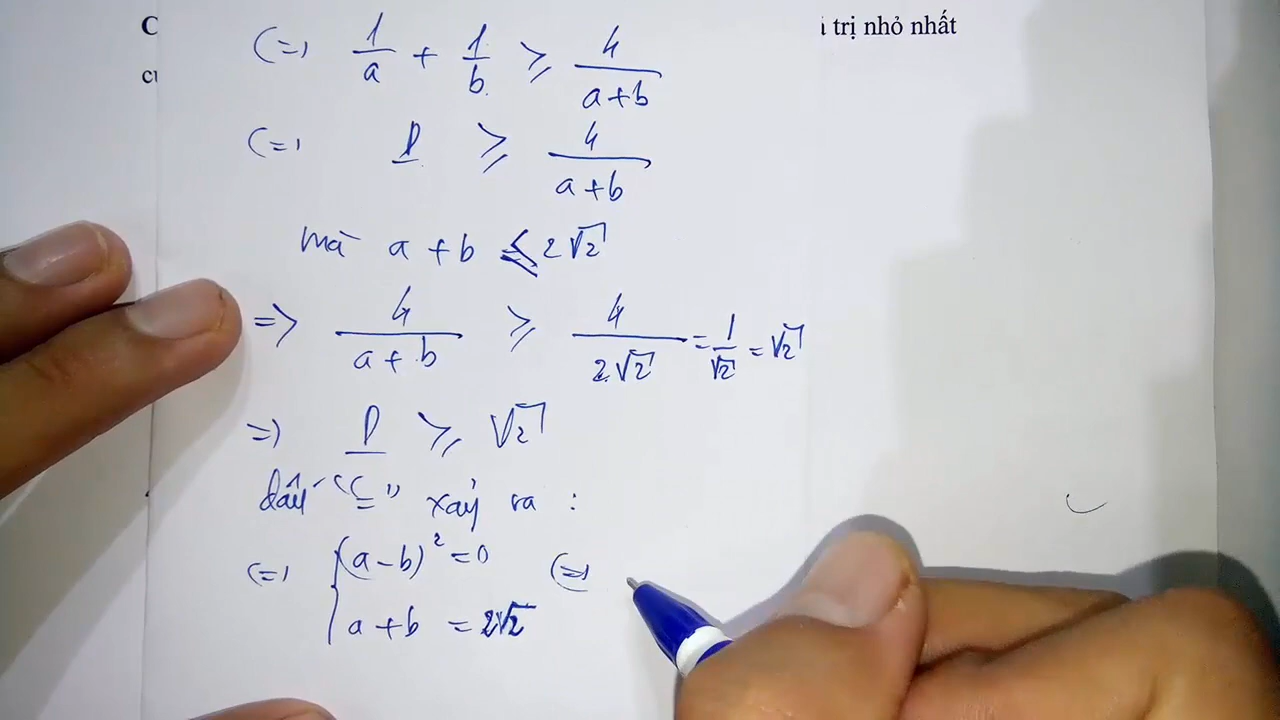 C
trị nhỏ nhất
(=) 1/a + 1/b ≥ 4/(a+b)
(=) P ≥ 4/(a+b)
mà a + b ≤ 2√2
=> 4/(a+b) ≥ 4/(2√2) = 1/√2 = √2
=) P ≥ √2
dấu "=" xảy ra :
(=) { (a-b)² = 0 (=)
a + b = 2√2